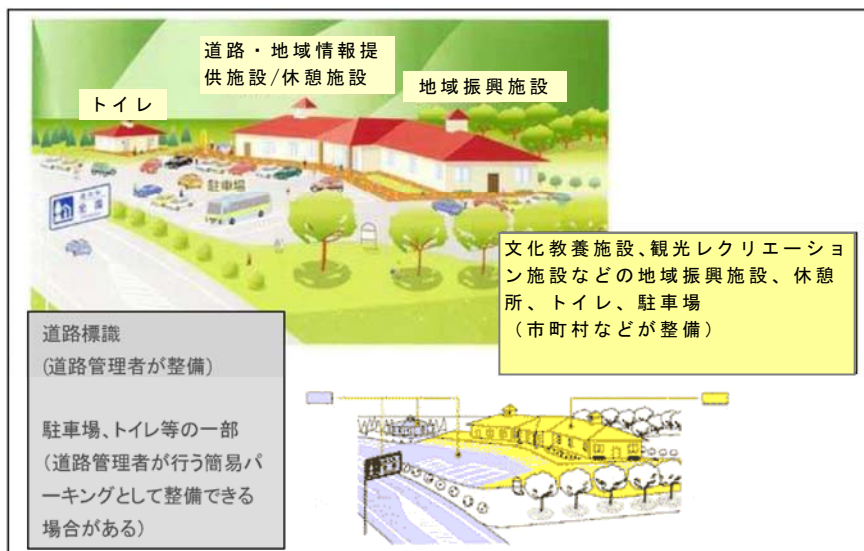 道路・地域情報提
供施設/休憩施設
地域振興施設
トイレ
駐車場
文化教養施設、観光レクリエーショ
ン施設などの地域振興施設、休憩
所、トイレ、駐車場
（市町村などが整備）
道路標識
(道路管理者が整備)
駐車場、トイレ等の一部
（道路管理者が行う簡易パ
ーキングとして整備できる
場合がある）